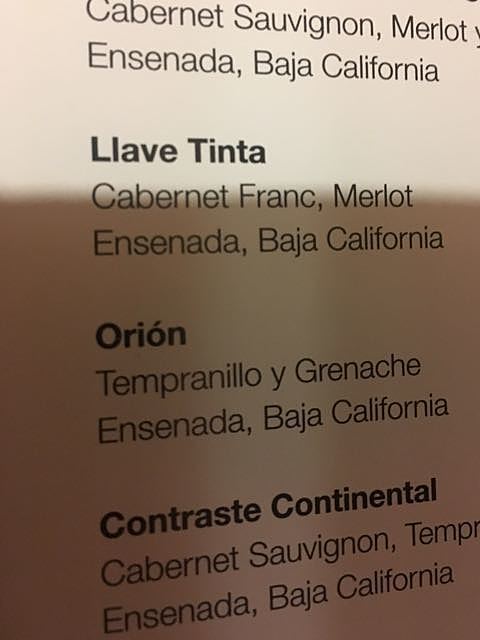 Cabernet Sauvignon, Merlot y
Ensenada, Baja California
Llave Tinta
Cabernet Franc, Merlot
Ensenada, Baja California
Orión
Tempranillo y Grenache
Ensenada, Baja California
Contraste Continental
Cabernet Sauvignon,
Ensenada, Baja California